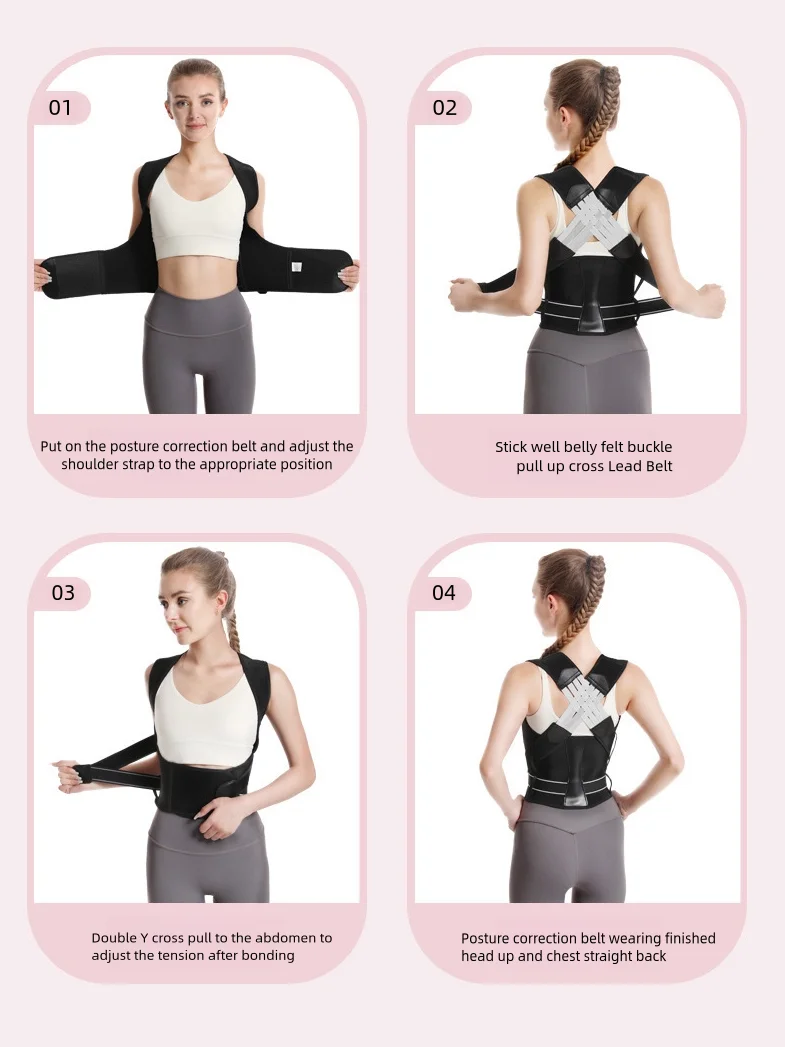 01
Put on the posture correction belt and adjust the
shoulder strap to the appropriate position
02
Stick well belly felt buckle
pull up cross Lead Belt
03
Double Y cross pull to the abdomen to
adjust the tension after bonding
04
Posture correction belt wearing finished
head up and chest straight back